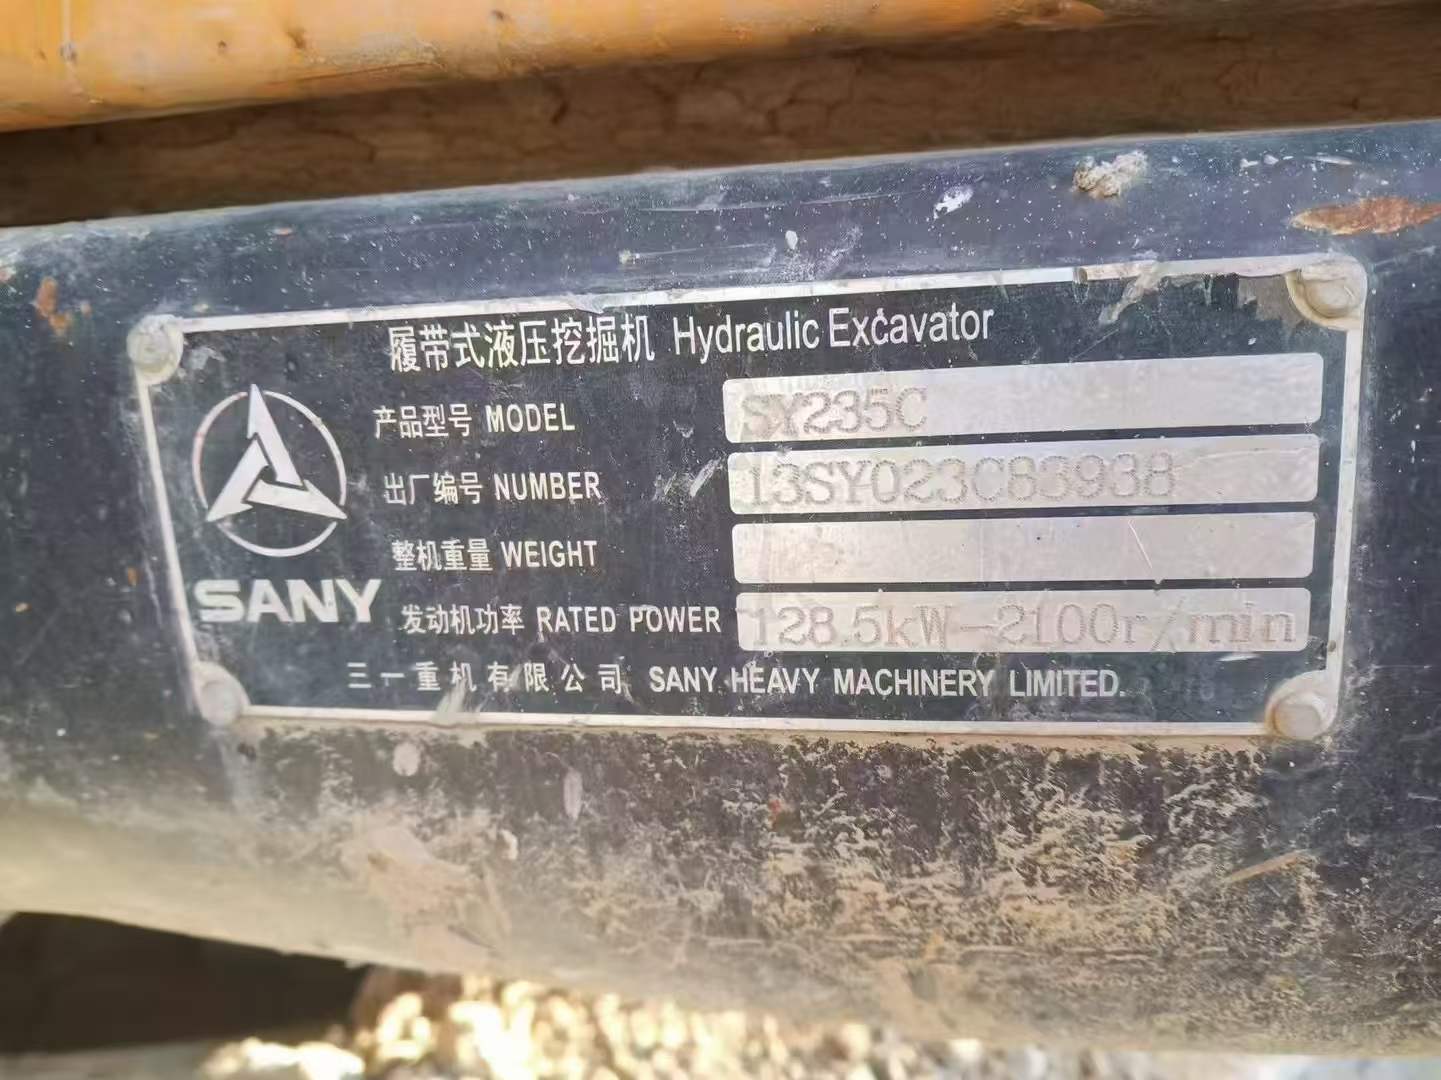 履带式液压挖掘机 Hydraulic Excavator
产品型号 MODEL SY235C
出厂编号 NUMBER 13SY023C83938
整机重量 WEIGHT
发动机功率 RATED POWER 128.5kW-2100r/min
SANY
三一重机有限公司 SANY HEAVY MACHINERY LIMITED.